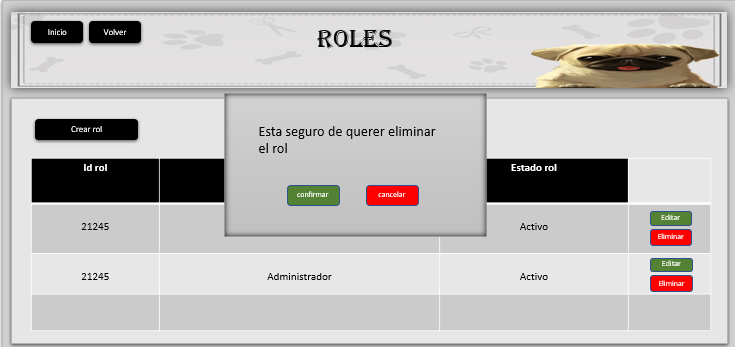 Inicio
Volver
ROLES
Crear rol
Esta seguro de querer eliminar
el rol
confirmar
cancelar
Id rol
Estado rol
21245
Activo
Editar
Eliminar
21245
Administrador
Activo
Editar
Eliminar